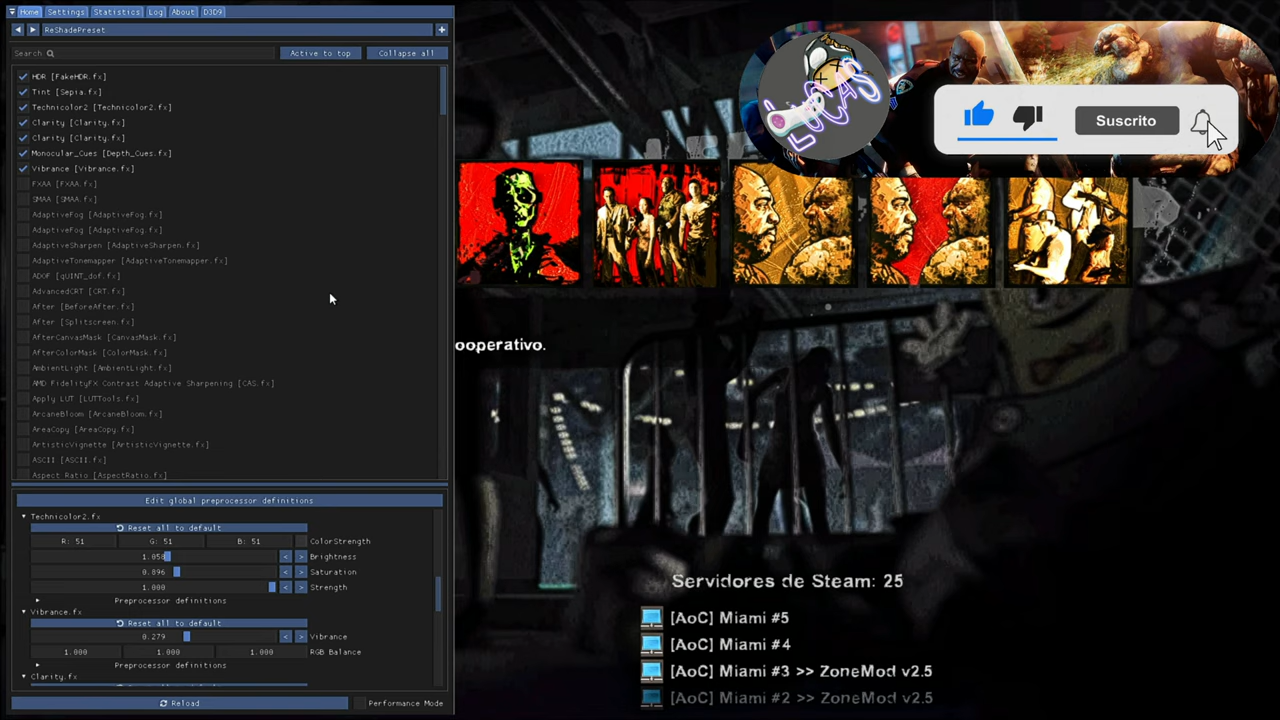 Home Settings Statistics Log About D3D9
ReShadePreset
Search Active to top Collapse all
HDR [FakeHDR.fx]
Tint [Sepia.fx]
Technicolor2 [Technicolor2.fx]
Clarity [Clarity.fx]
Clarity [Clarity.fx]
Monocular_Cues [Depth_Cues.fx]
Vibrance [Vibrance.fx]
FXAA [FXAA.fx]
SMAA [SMAA.fx]
AdaptiveFog [AdaptiveFog.fx]
AdaptiveFog [AdaptiveFog.fx]
AdaptiveSharpen [AdaptiveSharpen.fx]
AdaptiveTonemapper [AdaptiveTonemapper.fx]
ADOF [qUINT_dof.fx]
AdvancedCRT [CRT.fx]
After [BeforeAfter.fx]
After [Splitscreen.fx]
AfterCanvasMask [CanvasMask.fx]
AfterColorMask [ColorMask.fx]
AmbientLight [AmbientLight.fx]
AMD FidelityFX Contrast Adaptive Sharpening [CAS.fx]
Apply LUT [LUTTools.fx]
ArcaneBloom [ArcaneBloom.fx]
AreaCopy [AreaCopy.fx]
ArtisticVignette [ArtisticVignette.fx]
ASCII [ASCII.fx]
Aspect Ratio [AspectRatio.fx]
Edit global preprocessor definitions
Technicolor2.fx
Reset all to default
R: 51 G: 51 B: 51 ColorStrength
1.050 Brightness
0.896 Saturation
1.000 Strength
Preprocessor definitions
Vibrance.fx
Reset all to default
0.279 Vibrance
1.000 1.000 1.000 RGB Balance
Preprocessor definitions
Clarity.fx
Reload Performance Mode
LUCAS
Suscrito
ooperativo.
Servidores de Steam: 25
[AoC] Miami #5
[AoC] Miami #4
[AoC] Miami #3 >> ZoneMod v2.5
[AoC] Miami #2 >> ZoneMod v2.5